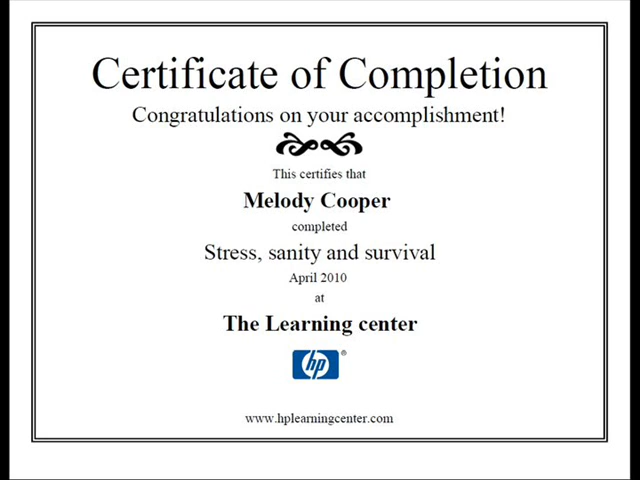 Certificate of Completion
Congratulations on your accomplishment!
This certifies that
Melody Cooper
completed
Stress, sanity and survival
April 2010
at
The Learning center
hp®
www.hplearningcenter.com